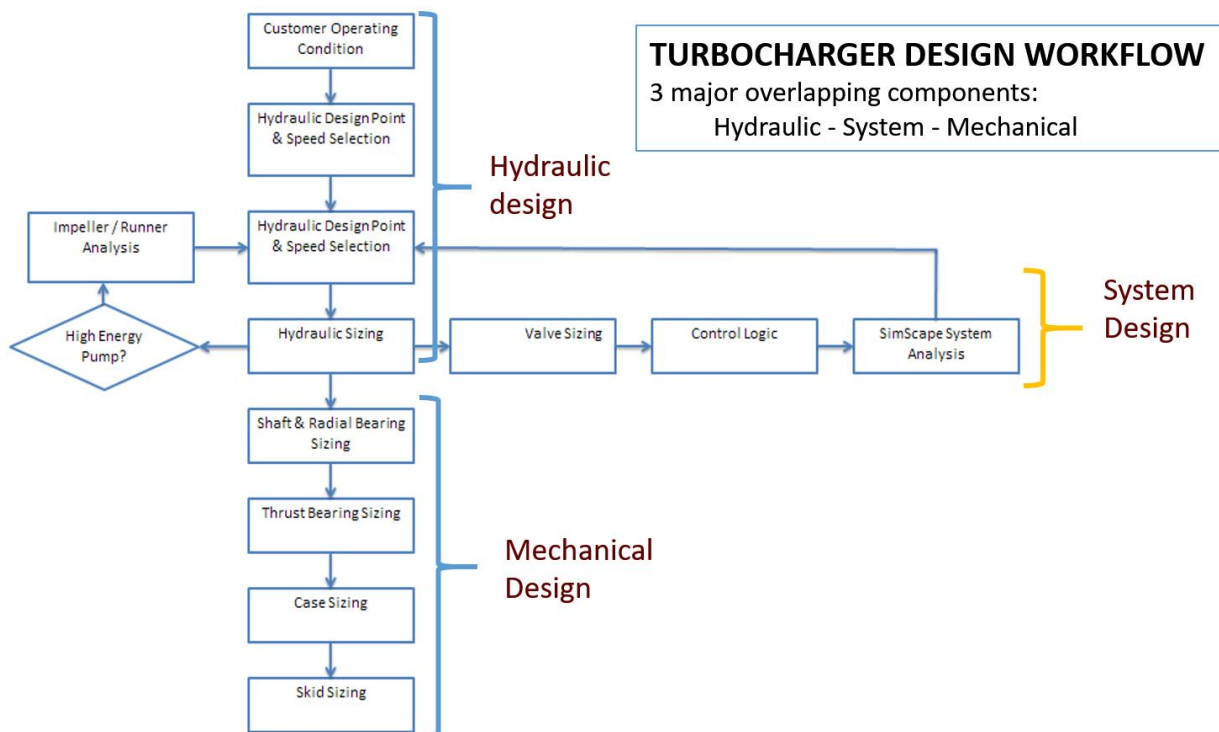 Customer Operating
Condition
TURBOCHARGER DESIGN WORKFLOW
3 major overlapping components:
Hydraulic - System - Mechanical
Hydraulic Design Point
& Speed Selection
Hydraulic
design
Impeller / Runner
Analysis
Hydraulic Design Point
& Speed Selection
System
Design
High Energy
Pump?
Hydraulic Sizing
Valve Sizing
Control Logic
SimScape System
Analysis
Shaft & Radial Bearing
Sizing
Thrust Bearing Sizing
Mechanical
Design
Case Sizing
Skid Sizing